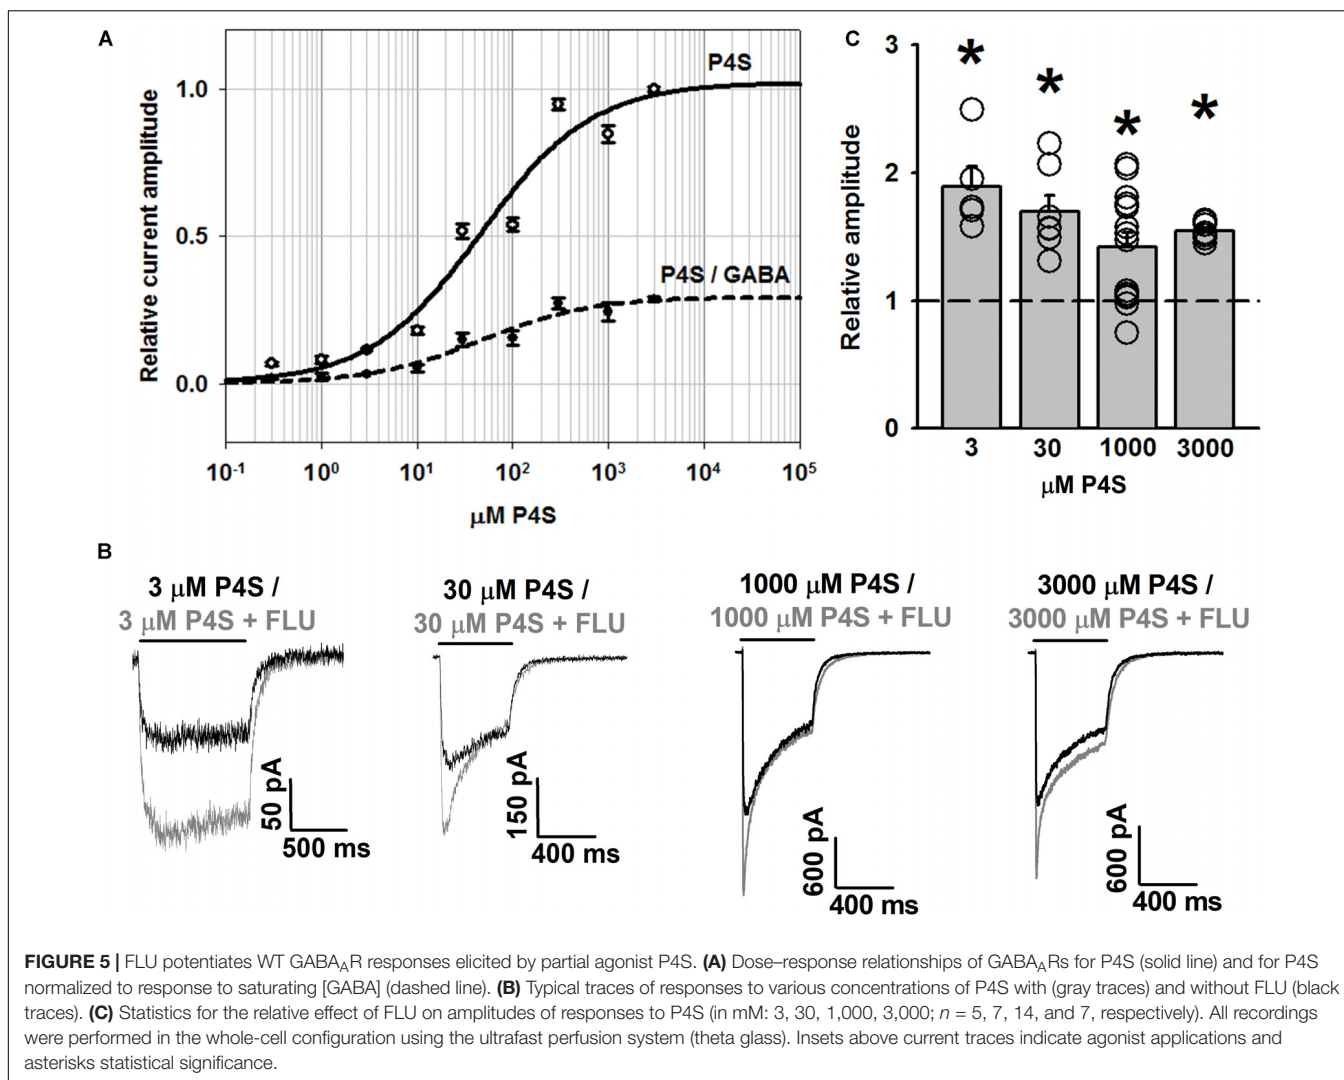 A
Relative current amplitude
1.0
0.5
0.0
P4S
P4S / GABA
10⁻¹ 10⁰ 10¹ 10² 10³ 10⁴ 10⁵
μM P4S
C
Relative amplitude
3
2
1
0
* * * *
3 30 1000 3000
μM P4S
B
3 μM P4S /
3 μM P4S + FLU
50 pA
500 ms
30 μM P4S /
30 μM P4S + FLU
150 pA
400 ms
1000 μM P4S /
1000 μM P4S + FLU
600 pA
400 ms
3000 μM P4S /
3000 μM P4S + FLU
600 pA
400 ms
FIGURE 5 | FLU potentiates WT GABA_AR responses elicited by partial agonist P4S. (A) Dose–response relationships of GABA_ARs for P4S (solid line) and for P4S
normalized to response to saturating [GABA] (dashed line). (B) Typical traces of responses to various concentrations of P4S with (gray traces) and without FLU (black
traces). (C) Statistics for the relative effect of FLU on amplitudes of responses to P4S (in mM: 3, 30, 1,000, 3,000; n = 5, 7, 14, and 7, respectively). All recordings
were performed in the whole-cell configuration using the ultrafast perfusion system (theta glass). Insets above current traces indicate agonist applications and
asterisks statistical significance.